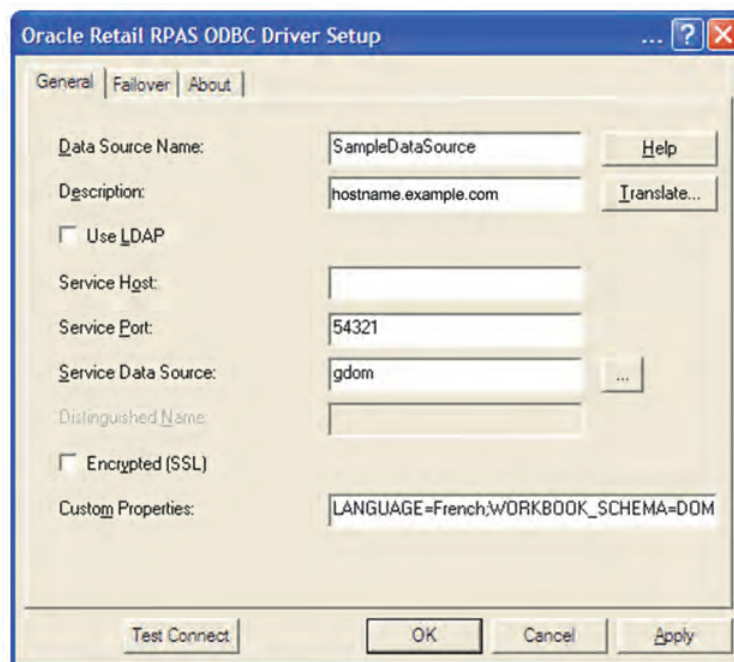 Oracle Retail RPAS ODBC Driver Setup ... ?
General Failover About
Data Source Name: SampleDataSource Help
Description: hostname.example.com Translate...
Use LDAP
Service Host:
Service Port: 54321
Service Data Source: gdom ...
Distinguished Name:
Encrypted (SSL)
Custom Properties: LANGUAGE=French;WORKBOOK_SCHEMA=DOM
Test Connect OK Cancel Apply